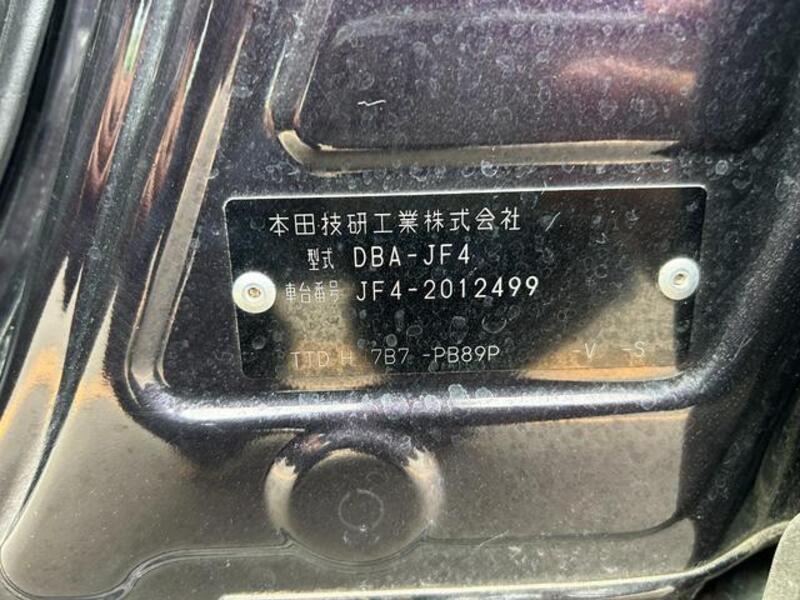 本田技研工業株式会社
型式 DBA-JF4
車台番号 JF4-2012499
TTD H 7B7 -PB89P -V -S